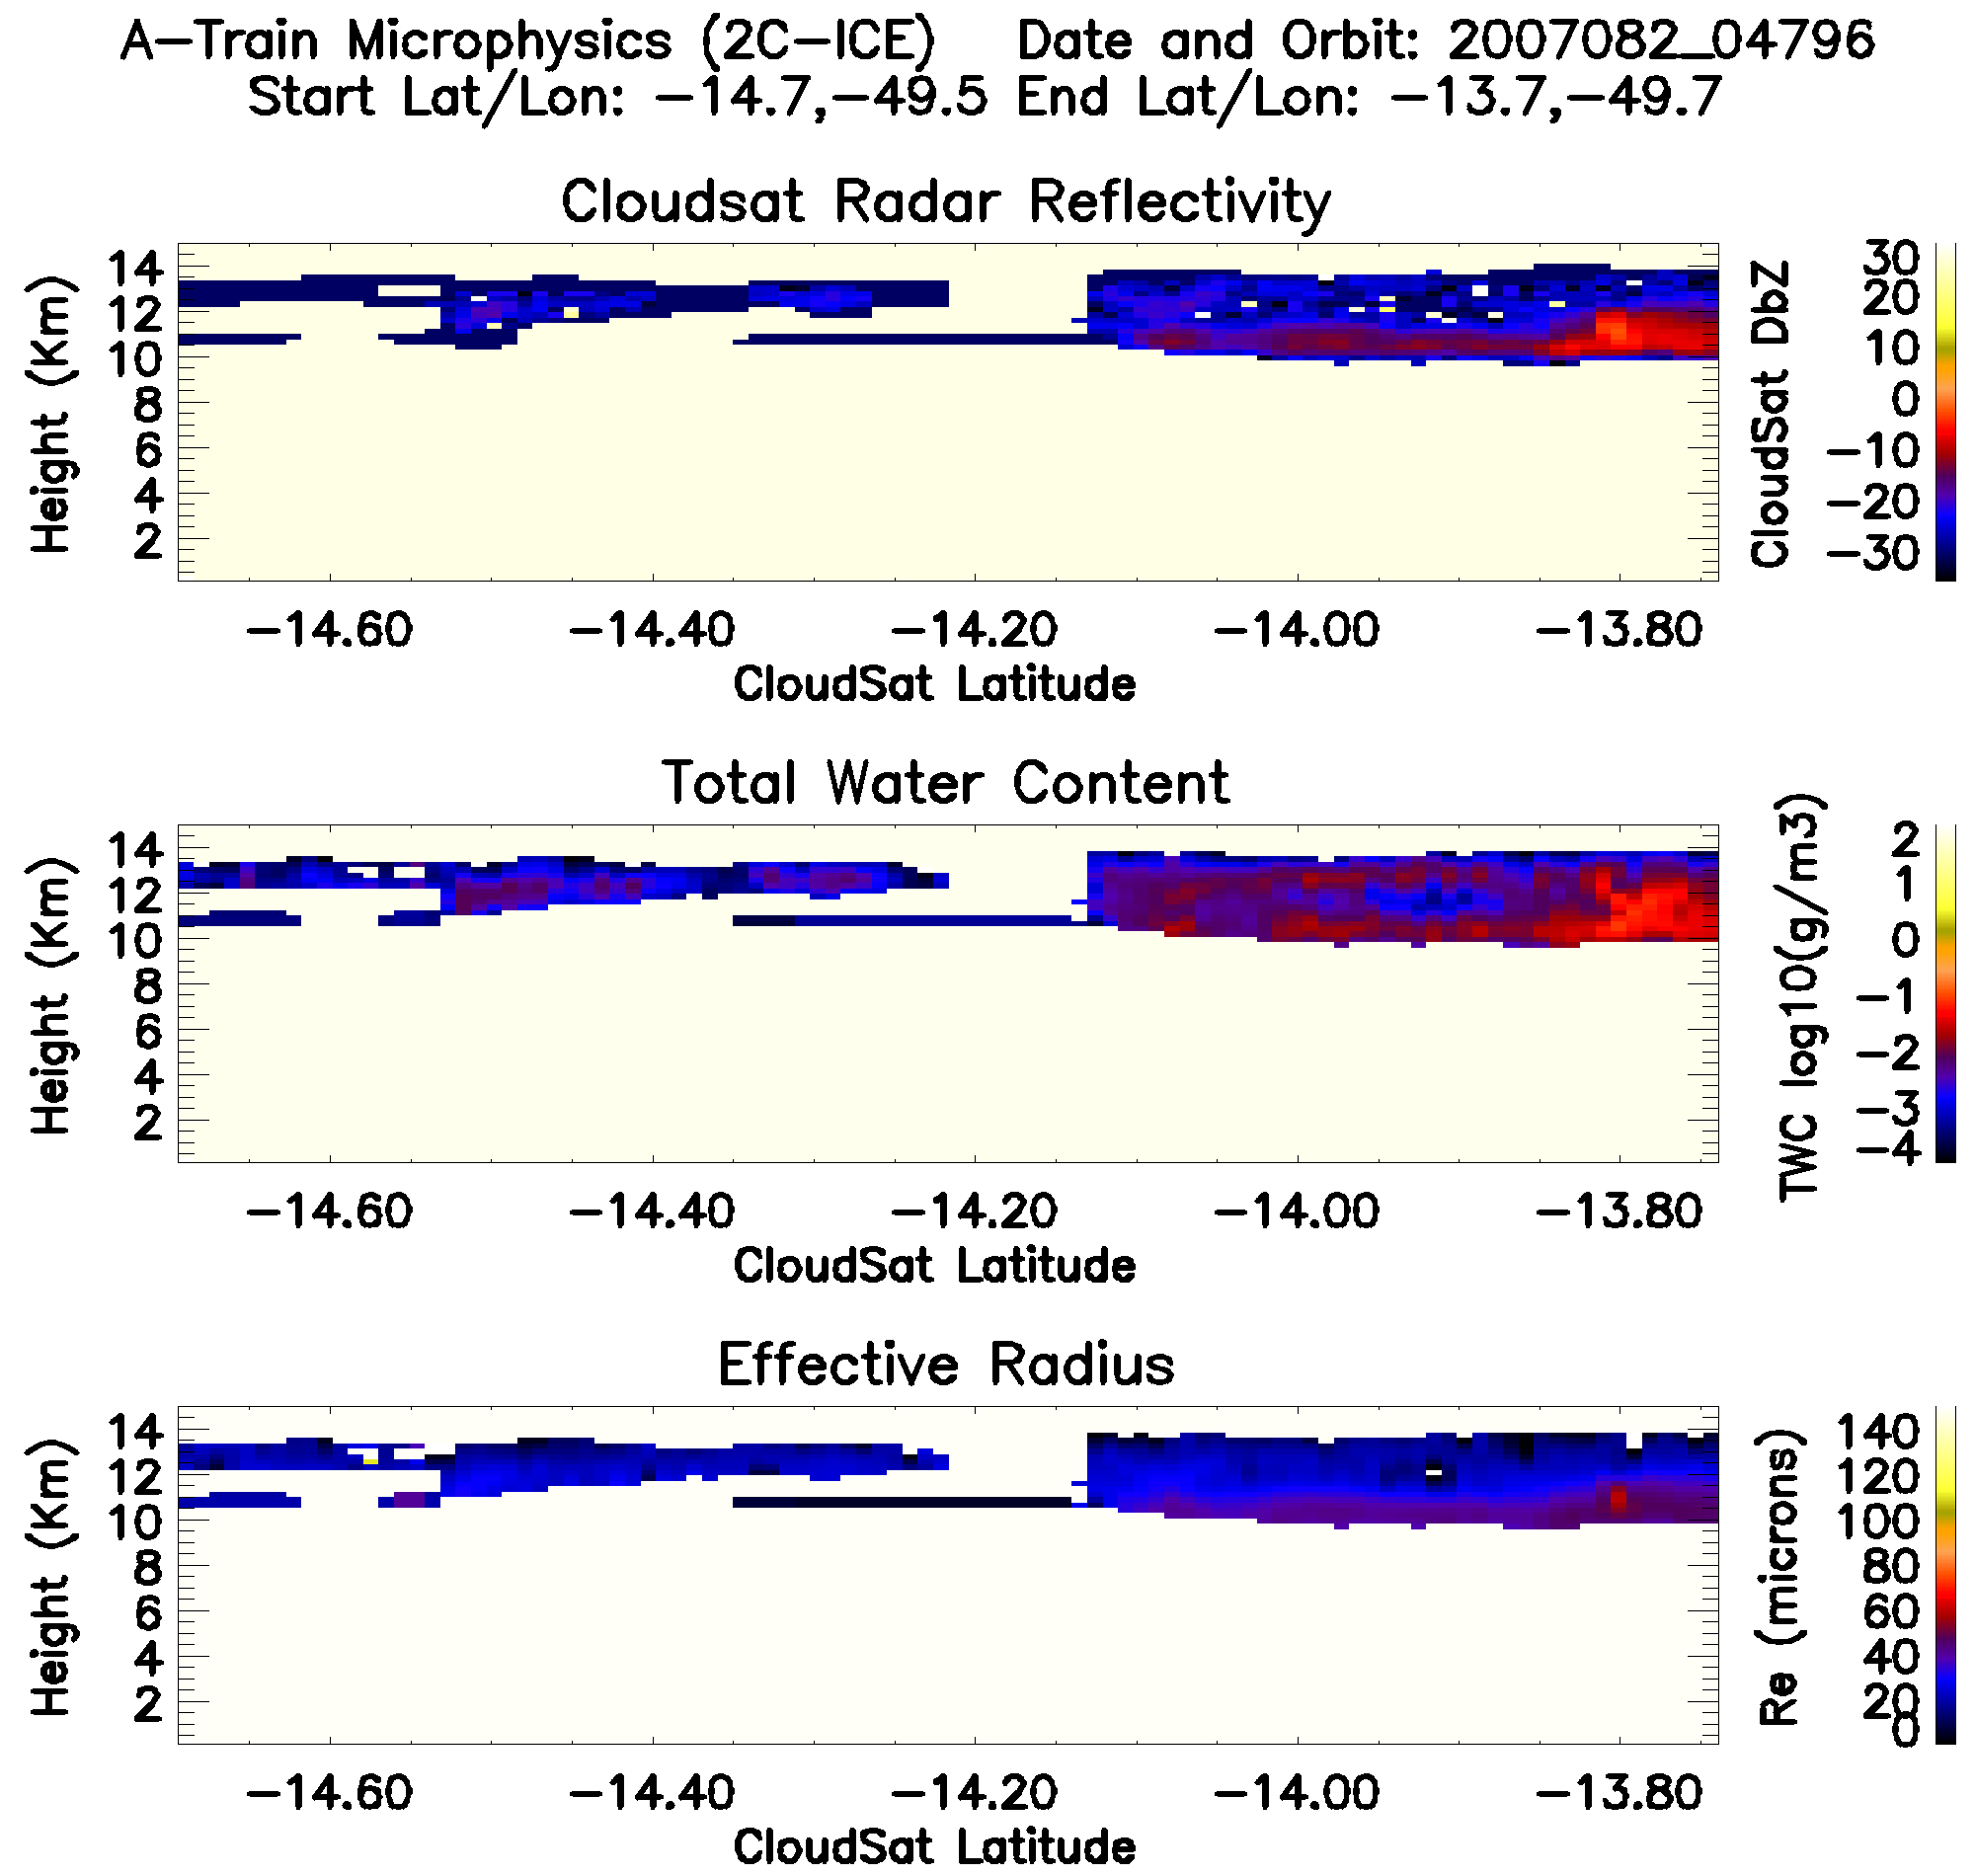 A-Train Microphysics (2C-ICE)   Date and Orbit: 2007082_04796
Start Lat/Lon: -14.7,-49.5 End Lat/Lon: -13.7,-49.7
Cloudsat Radar Reflectivity
Height (Km)
14
12
10
8
6
4
2
-14.60 -14.40 -14.20 -14.00 -13.80
CloudSat Latitude
CloudSat DbZ
30
20
10
0
-10
-20
-30
Total Water Content
Height (Km)
14
12
10
8
6
4
2
-14.60 -14.40 -14.20 -14.00 -13.80
CloudSat Latitude
TWC log10(g/m3)
2
1
0
-1
-2
-3
-4
Effective Radius
Height (Km)
14
12
10
8
6
4
2
-14.60 -14.40 -14.20 -14.00 -13.80
CloudSat Latitude
Re (microns)
140
120
100
80
60
40
20
0